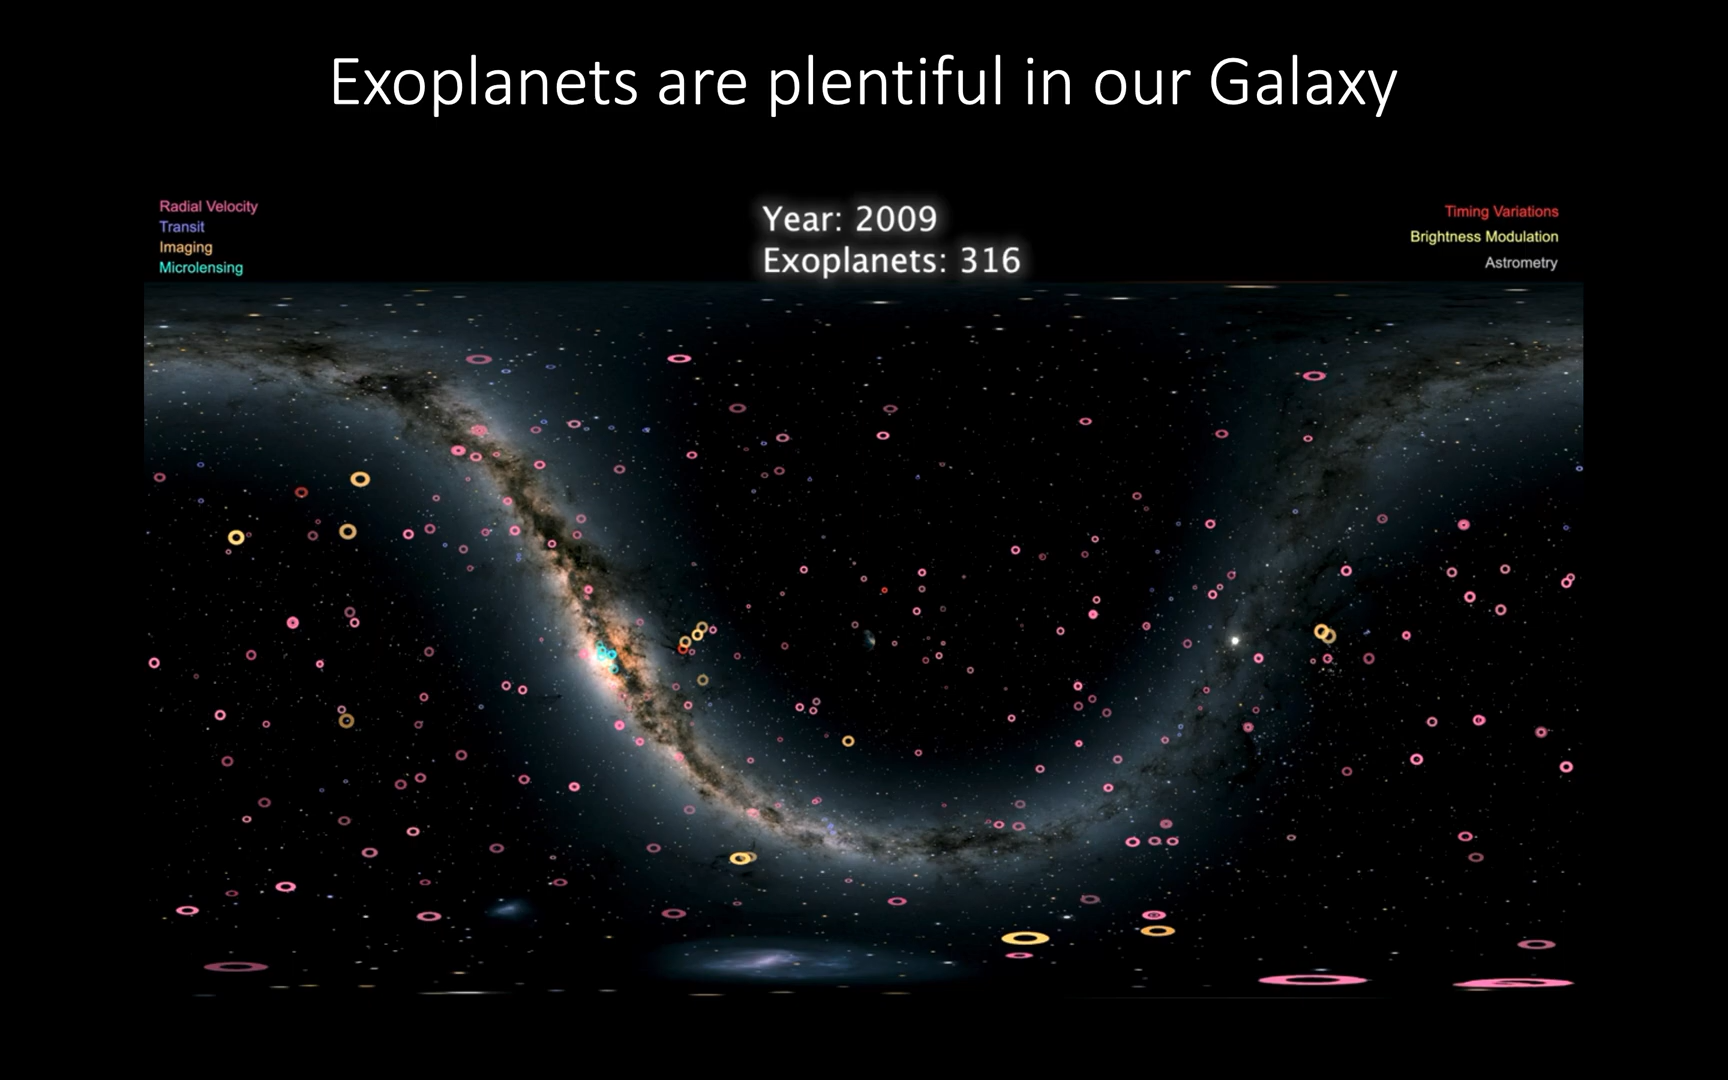 Exoplanets are plentiful in our Galaxy
Radial Velocity
Transit
Imaging
Microlensing
Year: 2009
Exoplanets: 316
Timing Variations
Brightness Modulation
Astrometry